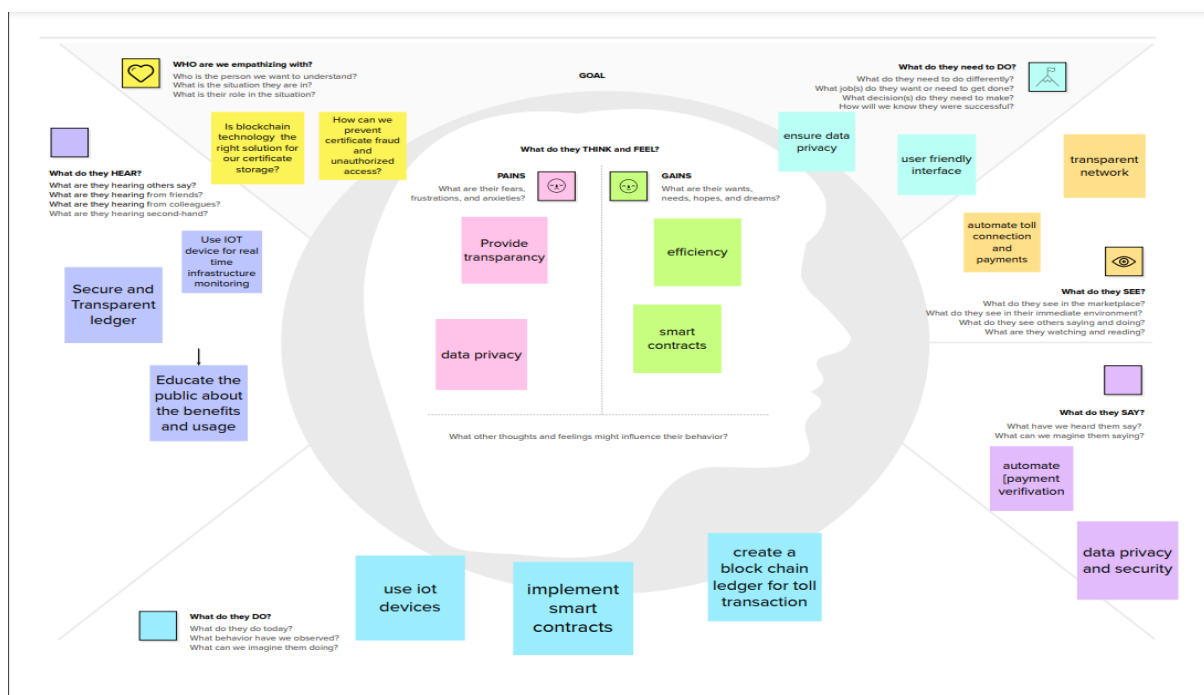 WHO are we empathizing with?
Who is the person we want to understand?
What is the situation they are in?
What is their role in the situation?
GOAL
What do they need to DO?
What do they need to do differently?
What job(s) do they want or need to get done?
What decision(s) do they need to make?
How will we know they were successful?
Is blockchain
technology the
right solution for
our certificate
storage?
How can we
prevent
certificate fraud
and
unauthorized
access?
ensure data
privacy
user friendly
interface
transparent
network
What do they HEAR?
What are they hearing others say?
What are they hearing from friends?
What are they hearing from colleagues?
What are they hearing second-hand?
Use IOT
device for real
time
infrastructure
monitoring
Secure and
Transparent
ledger
Educate the
public about
the benefits
and usage
What do they THINK and FEEL?
PAINS
What are their fears,
frustrations, and anxieties?
Provide
transparancy
data privacy
GAINS
What are their wants,
needs, hopes, and dreams?
efficiency
smart
contracts
What other thoughts and feelings might influence their behavior?
automate toll
connection
and
payments
What do they SEE?
What do they see in the marketplace?
What do they see in their immediate environment?
What do they see others saying and doing?
What are they watching and reading?
What do they SAY?
What have we heard them say?
What can we magine them saying?
automate
[payment
verifivation
data privacy
and security
What do they DO?
What do they do today?
What behavior have we observed?
What can we imagine them doing?
use iot
devices
implement
smart
contracts
create a
block chain
ledger for toll
transaction